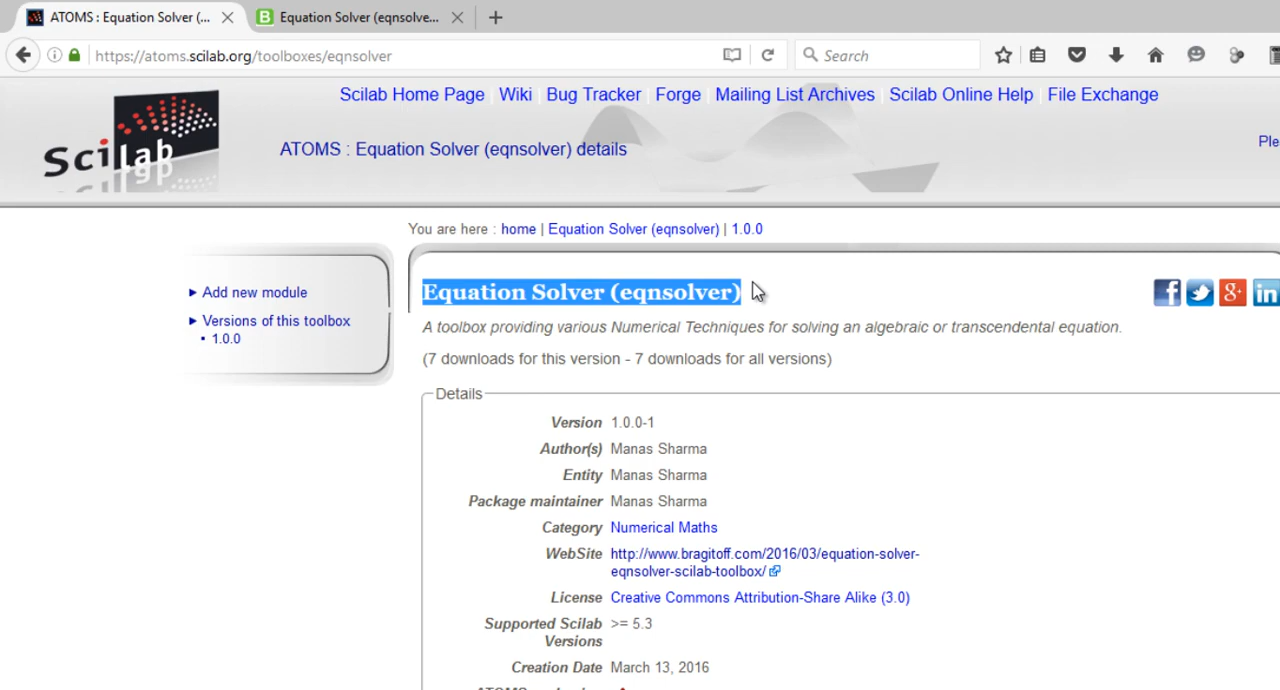 ATOMS : Equation Solver (...
Equation Solver (eqnsolve...
https://atoms.scilab.org/toolboxes/eqnsolver
Search
Scilab Home Page | Wiki | Bug Tracker | Forge | Mailing List Archives | Scilab Online Help | File Exchange
Scilab
ATOMS : Equation Solver (eqnsolver) details
Ple
You are here : home | Equation Solver (eqnsolver) | 1.0.0
Add new module
Versions of this toolbox
1.0.0
Equation Solver (eqnsolver)
A toolbox providing various Numerical Techniques for solving an algebraic or transcendental equation.
(7 downloads for this version - 7 downloads for all versions)
Details
Version 1.0.0-1
Author(s) Manas Sharma
Entity Manas Sharma
Package maintainer Manas Sharma
Category Numerical Maths
WebSite http://www.bragitoff.com/2016/03/equation-solver-
eqnsolver-scilab-toolbox/
License Creative Commons Attribution-Share Alike (3.0)
Supported Scilab >= 5.3
Versions
Creation Date March 13, 2016